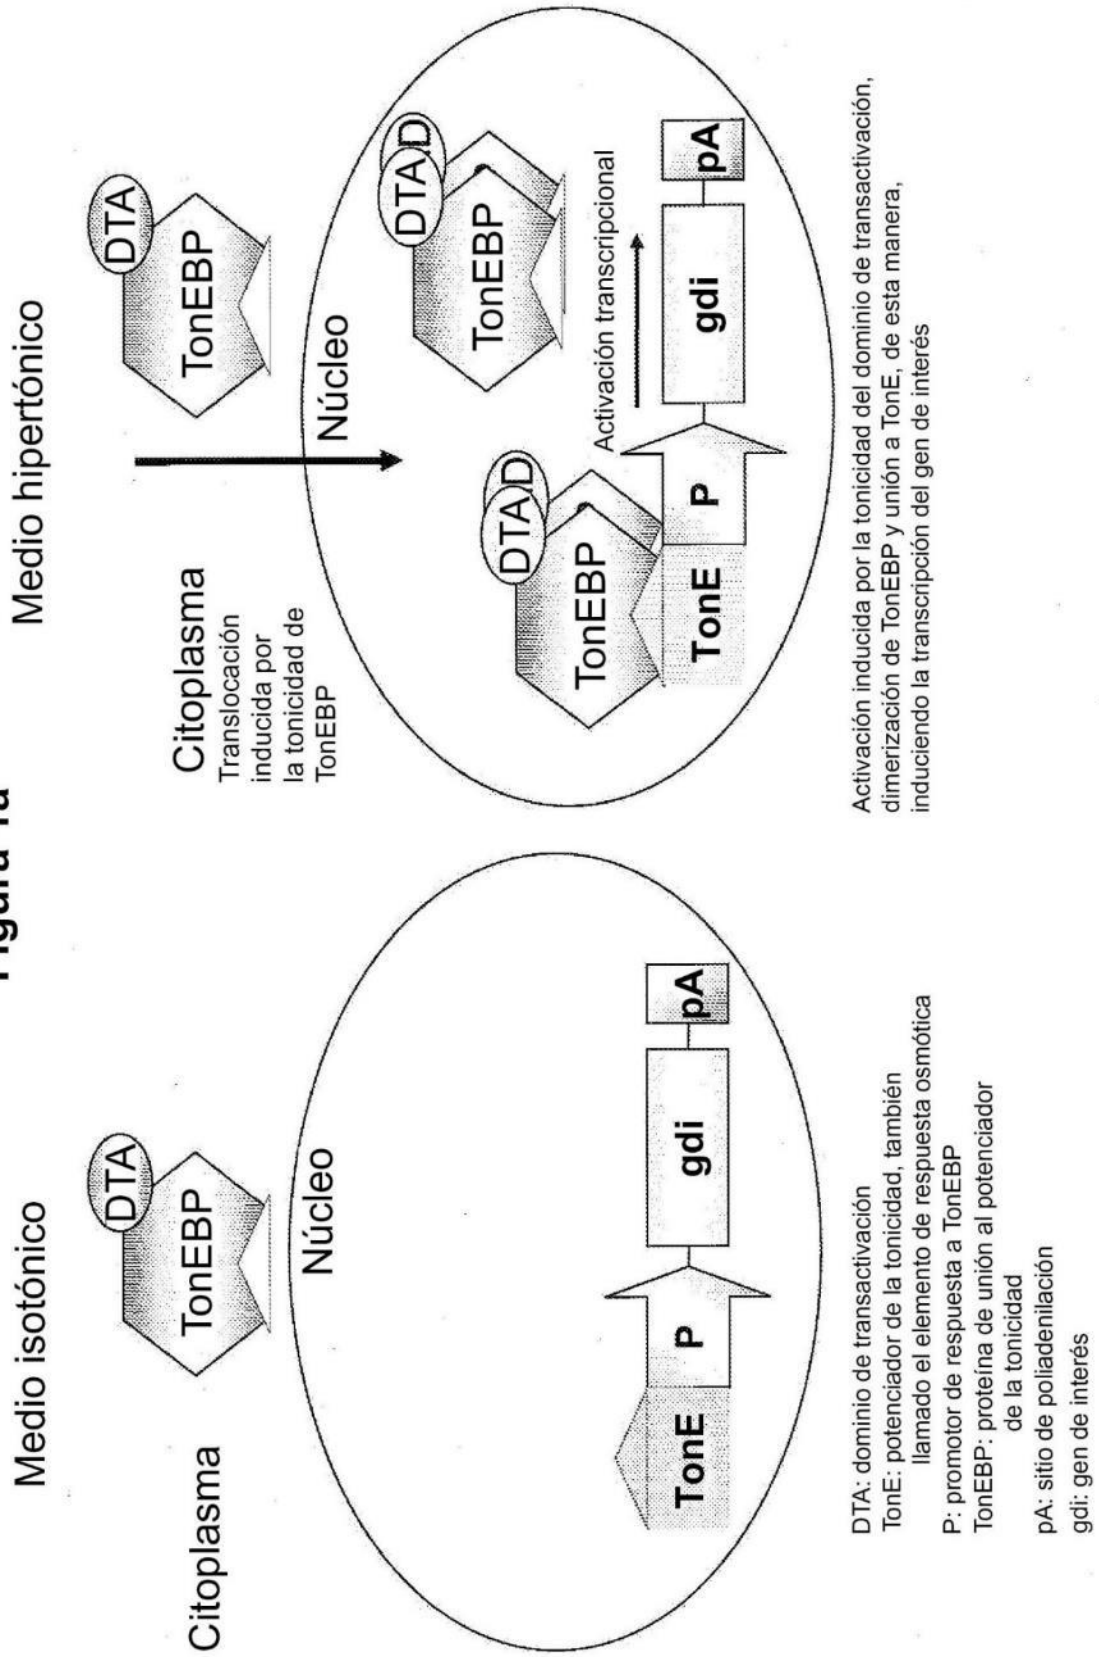 Figura 1a
Medio isotónico
Citoplasma
DTA
TonEBP
Núcleo
TonE
P
gdi
pA
DTA: dominio de transactivación
TonE: potenciador de la tonicidad, también
llamado el elemento de respuesta osmótica
P: promotor de respuesta a TonEBP
TonEBP: proteína de unión al potenciador
de la tonicidad
pA: sitio de poliadenilación
gdi: gen de interés
Medio hipertónico
Citoplasma
Translocación
inducida por
la tonicidad de
TonEBP
DTA
TonEBP
Núcleo
DTA
D
TonEBP
DTA
D
TonEBP
Activación transcripcional
TonE
P
gdi
pA
Activación inducida por la tonicidad del dominio de transactivación,
dimerización de TonEBP y unión a TonE, de esta manera,
induciendo la transcripción del gen de interés